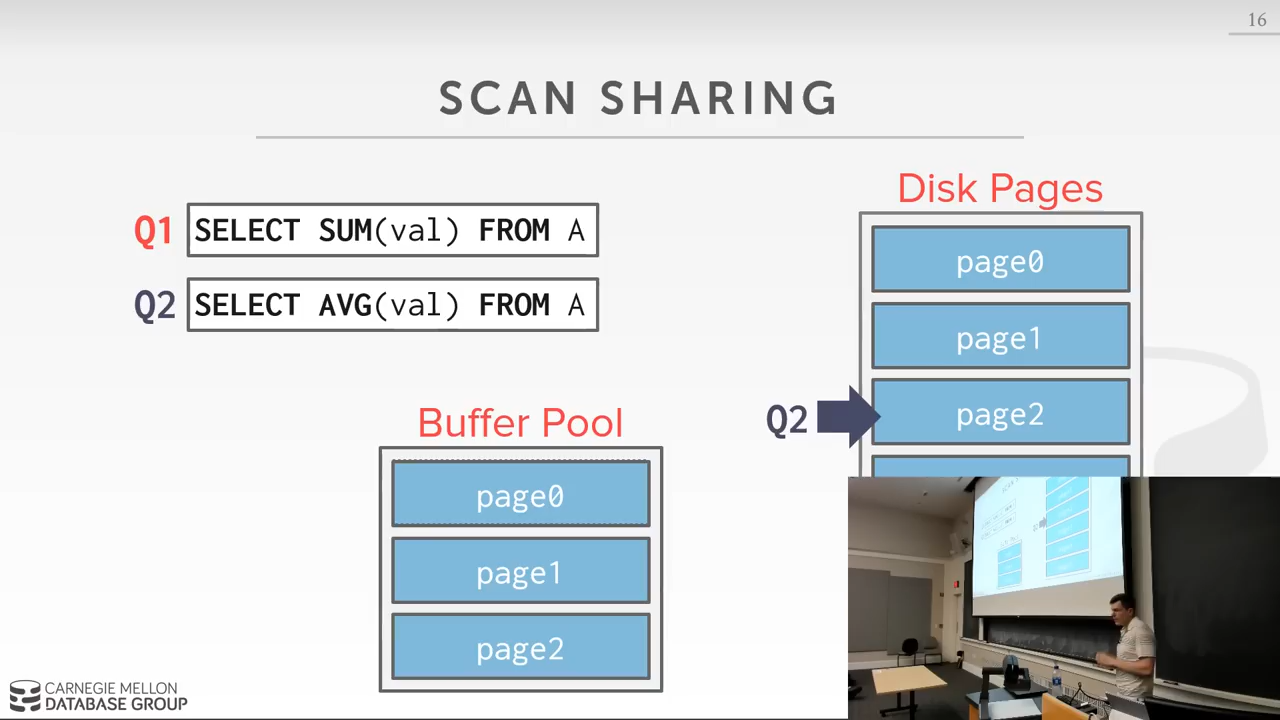 16
SCAN SHARING
Q1 SELECT SUM(val) FROM A
Q2 SELECT AVG(val) FROM A
Disk Pages
page0
page1
Q2 page2
Buffer Pool
page0
page1
page2
CARNEGIE MELLON
DATABASE GROUP